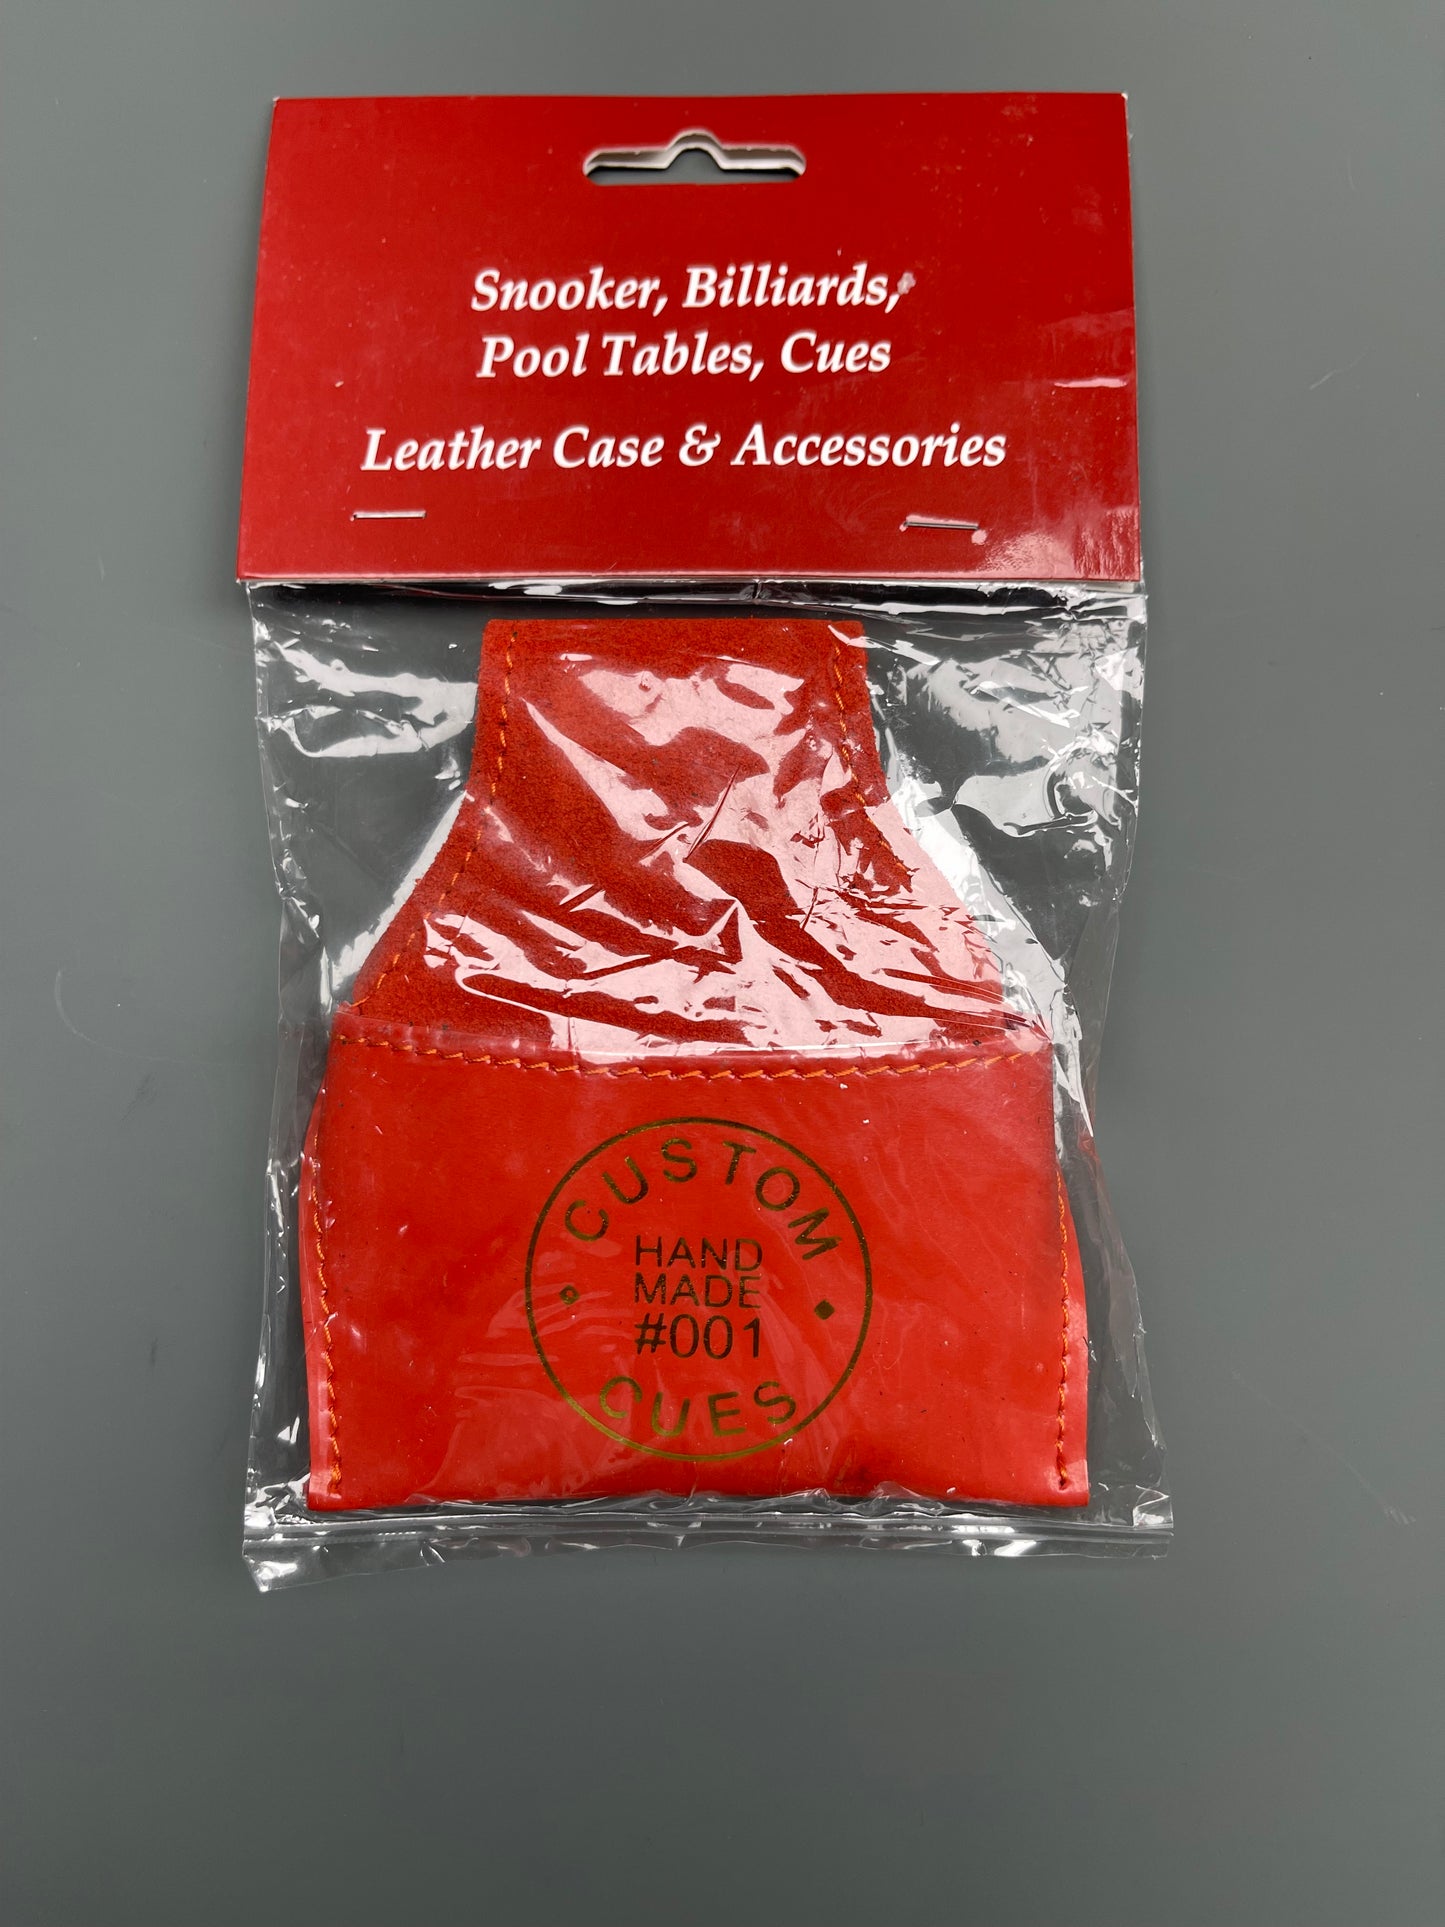 Snooker, Billiards,
Pool Tables, Cues
Leather Case & Accessories
CUSTOM
HAND
MADE
#001
CUES